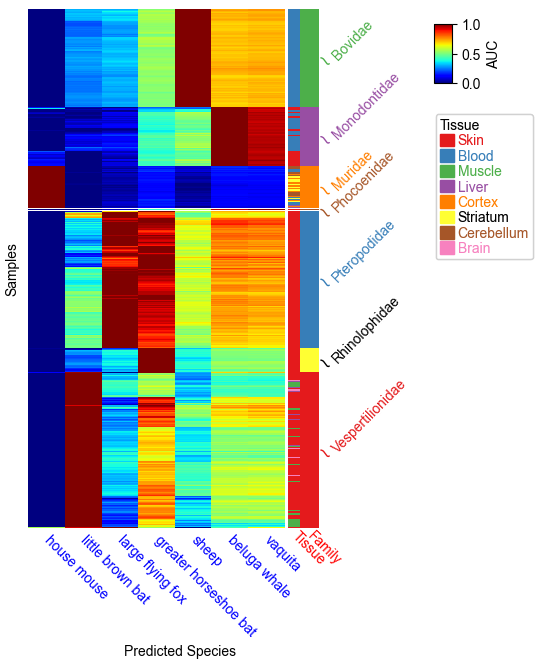 1.0
0.5
0.0
AUC
Tissue
Skin
Blood
Muscle
Liver
Cortex
Striatum
Cerebellum
Brain
Bovidae
Monodontidae
Muridae
Phocoenidae
Pteropodidae
Rhinolophidae
Vespertilionidae
Samples
house mouse
little brown bat
large flying fox
greater horseshoe bat
sheep
beluga whale
vaquita
Tissue
Family
Predicted Species